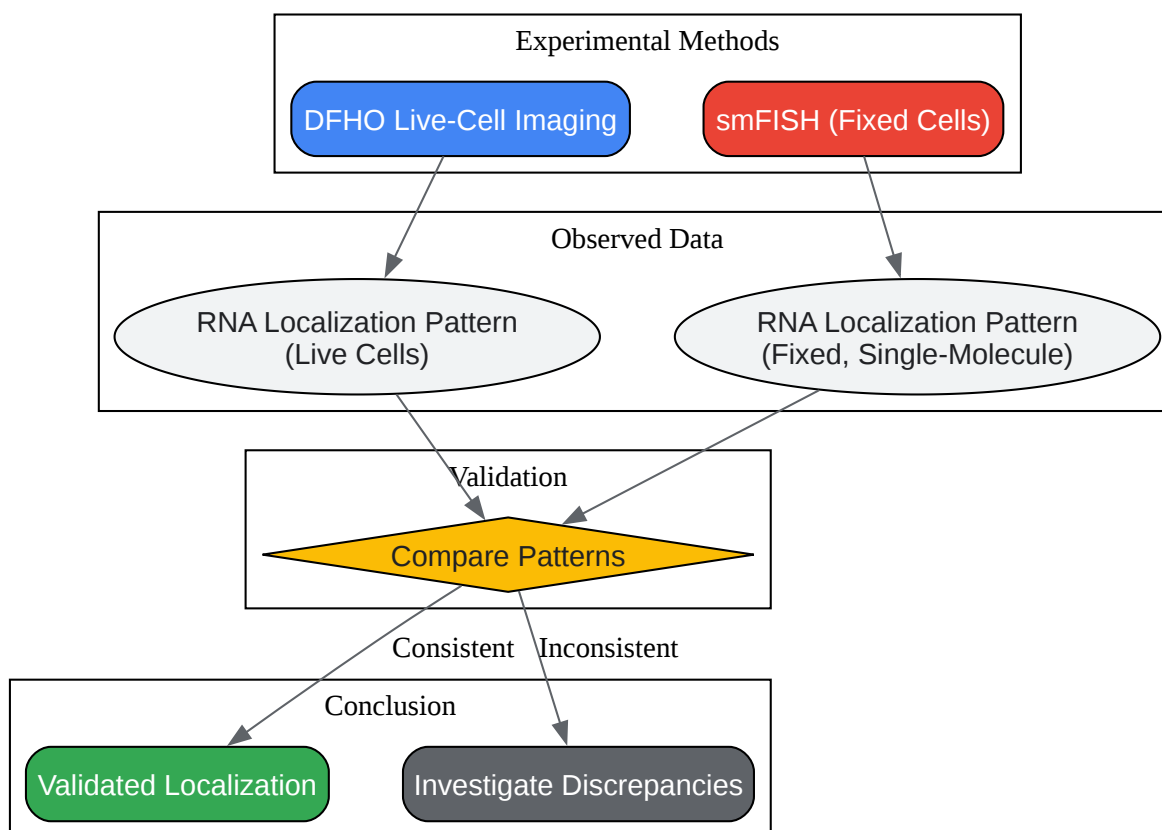 Experimental Methods
DFHO Live-Cell Imaging
smFISH (Fixed Cells)
Observed Data
RNA Localization Pattern
(Live Cells)
RNA Localization Pattern
(Fixed, Single-Molecule)
Validation
Compare Patterns
Consistent
Inconsistent
Conclusion
Validated Localization
Investigate Discrepancies